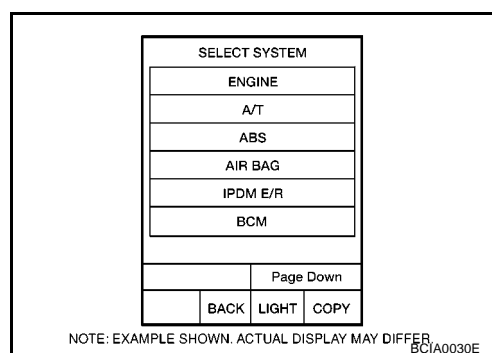 SELECT SYSTEM
ENGINE
A/T
ABS
AIR BAG
IPDM E/R
BCM
Page Down
BACK LIGHT COPY
NOTE: EXAMPLE SHOWN. ACTUAL DISPLAY MAY DIFFER.
BCIA0030E